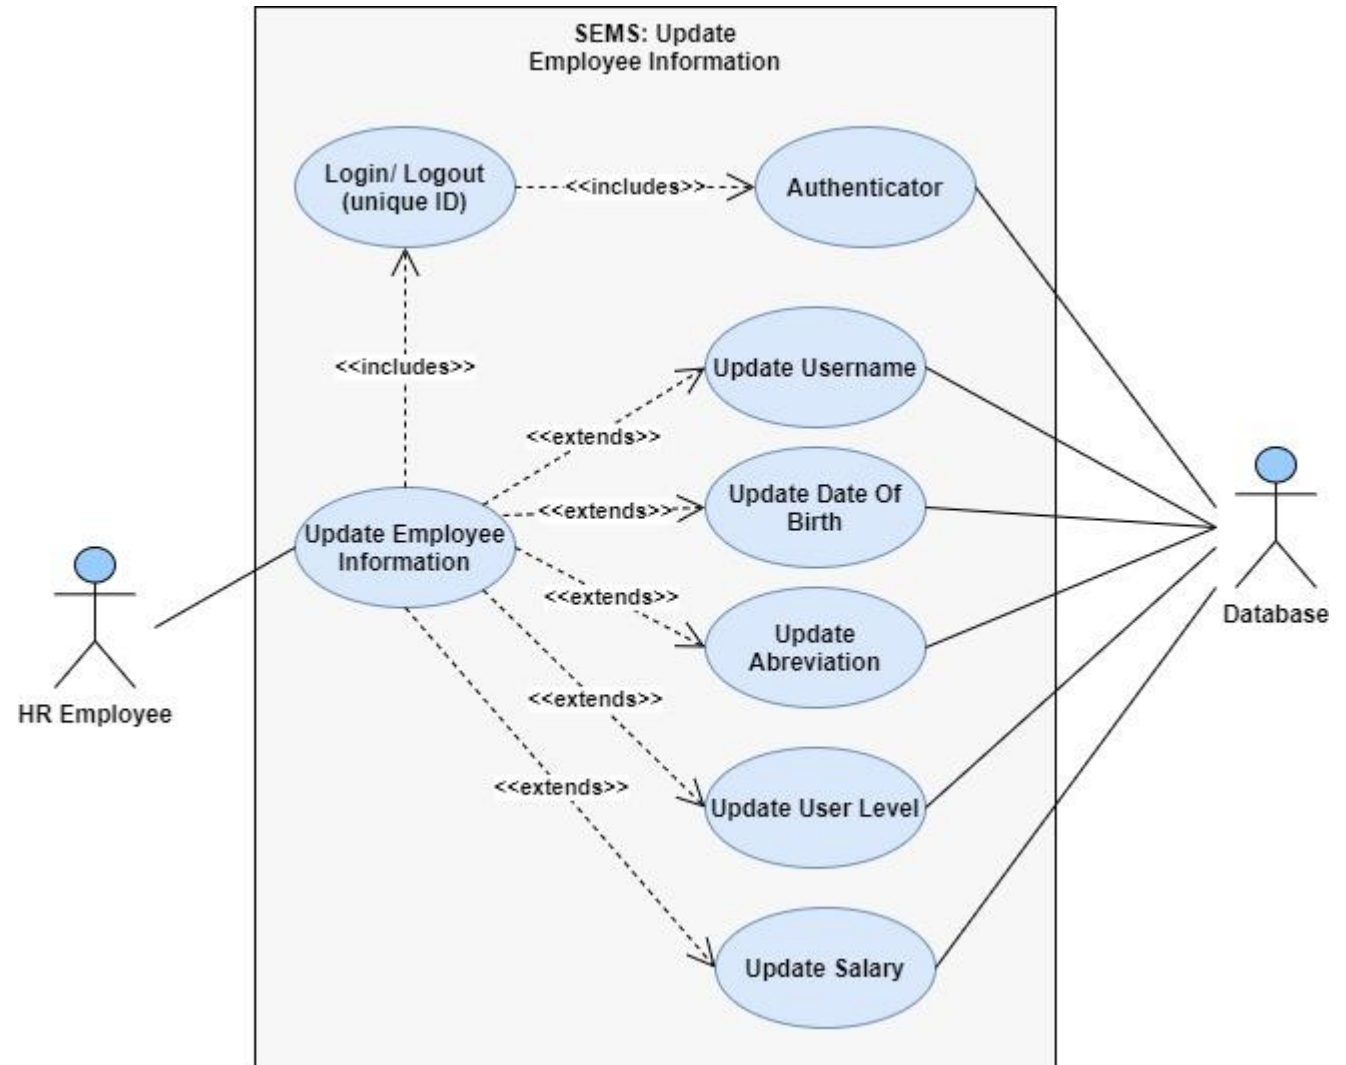 SEMS: Update
Employee Information
Login/ Logout
(unique ID)
<<includes>>
Authenticator
<<includes>>
Update Username
<<extends>>
Update Date Of
Birth
<<extends>>
Update Employee
Information
<<extends>>
Update
Abreviation
Database
HR Employee
<<extends>>
<<extends>>
Update User Level
Update Salary